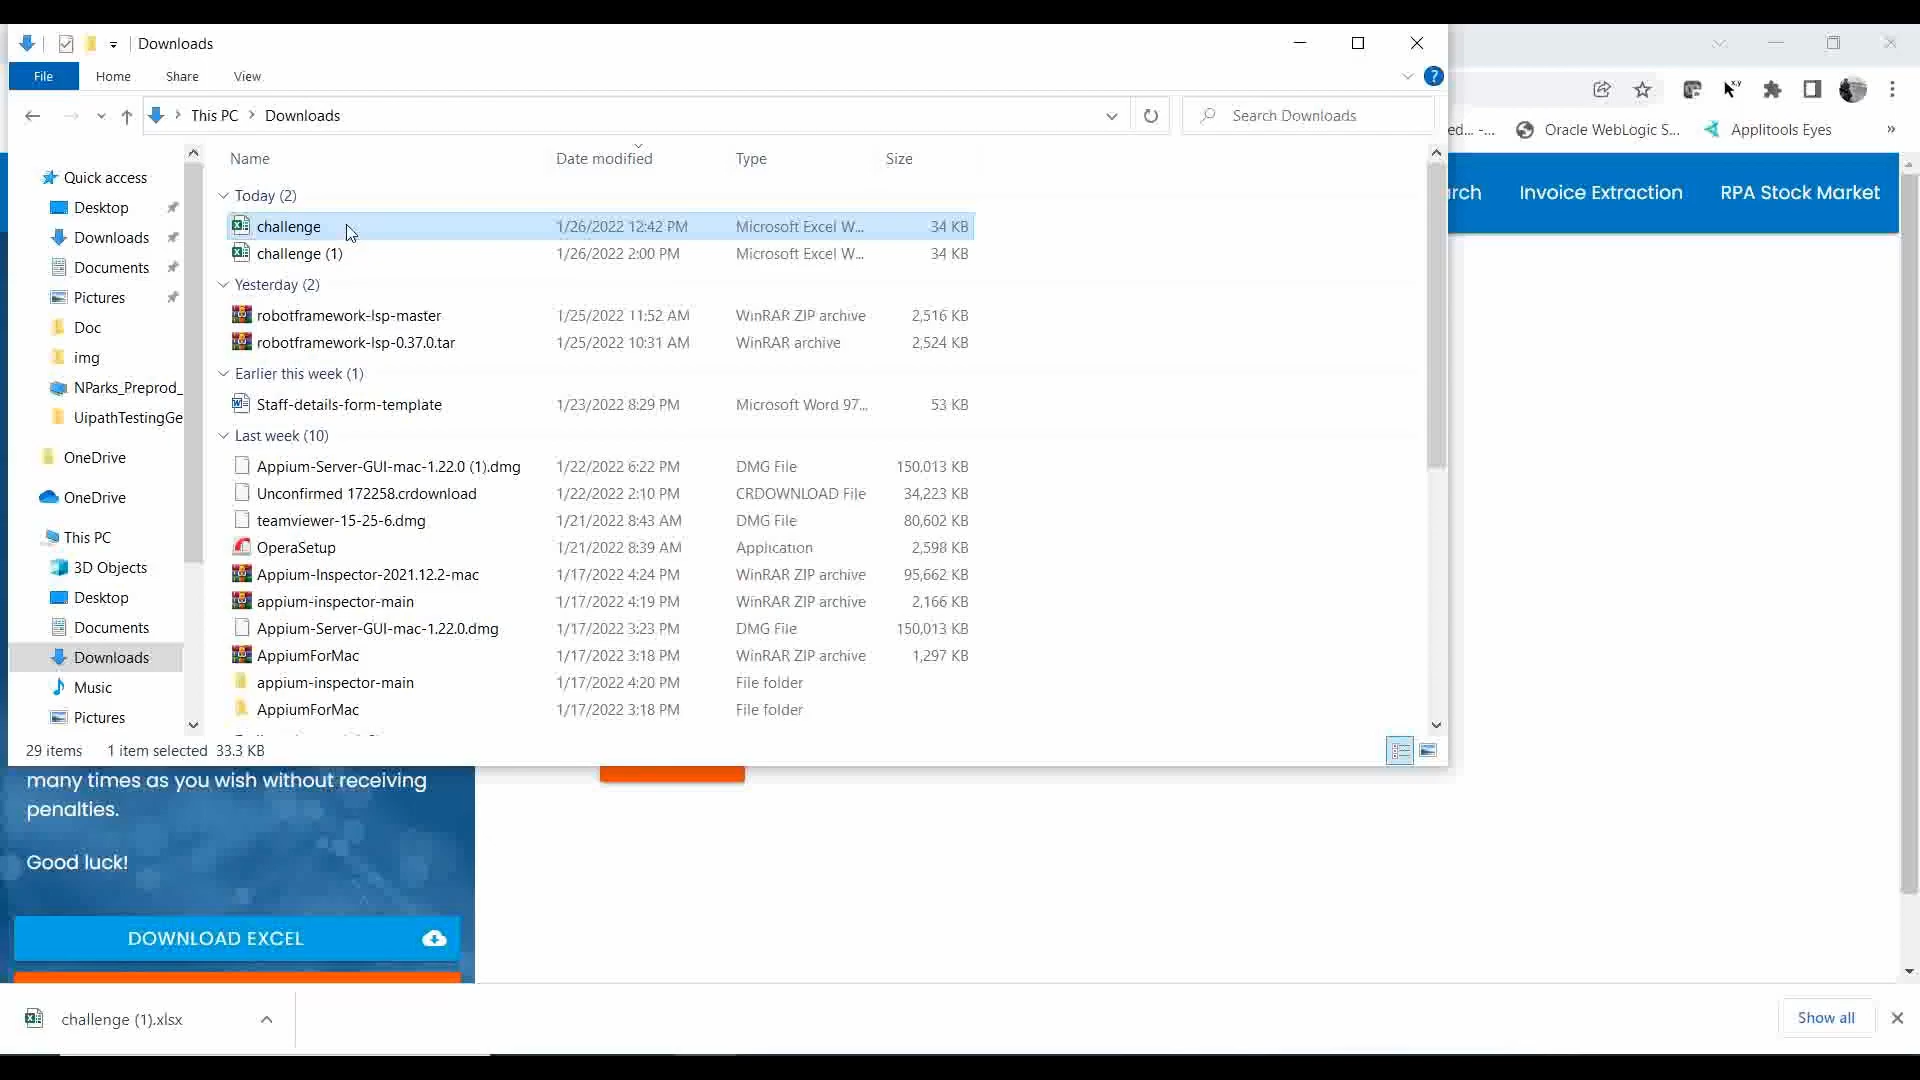 Downloads
File Home Share View
This PC Downloads
Search Downloads
ed... -... Oracle WebLogic S... Applitools Eyes »
rch Invoice Extraction RPA Stock Market
Quick access
Desktop
Downloads
Documents
Pictures
Doc
img
NParks_Preprod_
UipathTestingGe
OneDrive
OneDrive
This PC
3D Objects
Desktop
Documents
Downloads
Music
Pictures
Name Date modified Type Size
Today (2)
challenge 1/26/2022 12:42 PM Microsoft Excel W... 34 KB
challenge (1) 1/26/2022 2:00 PM Microsoft Excel W... 34 KB
Yesterday (2)
robotframework-lsp-master 1/25/2022 11:52 AM WinRAR ZIP archive 2,516 KB
robotframework-lsp-0.37.0.tar 1/25/2022 10:31 AM WinRAR archive 2,524 KB
Earlier this week (1)
Staff-details-form-template 1/23/2022 8:29 PM Microsoft Word 97... 53 KB
Last week (10)
Appium-Server-GUI-mac-1.22.0 (1).dmg 1/22/2022 6:22 PM DMG File 150,013 KB
Unconfirmed 172258.crdownload 1/22/2022 2:10 PM CRDOWNLOAD File 34,223 KB
teamviewer-15-25-6.dmg 1/21/2022 8:43 AM DMG File 80,602 KB
OperaSetup 1/21/2022 8:39 AM Application 2,598 KB
Appium-Inspector-2021.12.2-mac 1/17/2022 4:24 PM WinRAR ZIP archive 95,662 KB
appium-inspector-main 1/17/2022 4:19 PM WinRAR ZIP archive 2,166 KB
Appium-Server-GUI-mac-1.22.0.dmg 1/17/2022 3:23 PM DMG File 150,013 KB
AppiumForMac 1/17/2022 3:18 PM WinRAR ZIP archive 1,297 KB
appium-inspector-main 1/17/2022 4:20 PM File folder
AppiumForMac 1/17/2022 3:18 PM File folder
29 items 1 item selected 33.3 KB
many times as you wish without receiving
penalties.
Good luck!
DOWNLOAD EXCEL
challenge (1).xlsx
Show all